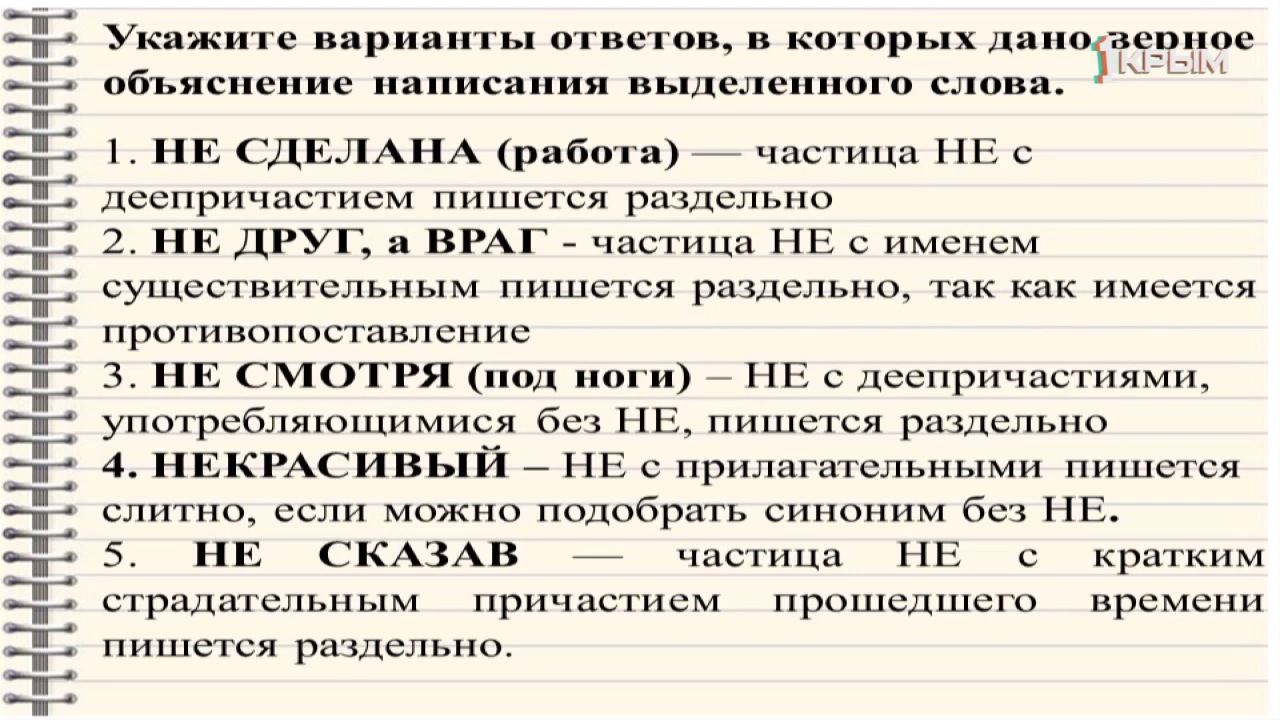 Укажите варианты ответов, в которых дано верное
КРЫМ
объяснение написания выделенного слова.
1. НЕ СДЕЛАНА (работа) — частица НЕ с
деепричастием пишется раздельно
2. НЕ ДРУГ, а ВРАГ - частица НЕ с именем
существительным пишется раздельно, так как имеется
противопоставление
3. НЕ СМОТРЯ (под ноги) – НЕ с деепричастиями,
употребляющимися без НЕ, пишется раздельно
4. НЕКРАСИВЫЙ – НЕ с прилагательными пишется
слитно, если можно подобрать синоним без НЕ.
5. НЕ СКАЗАВ — частица НЕ с кратким
страдательным причастием прошедшего времени
пишется раздельно.